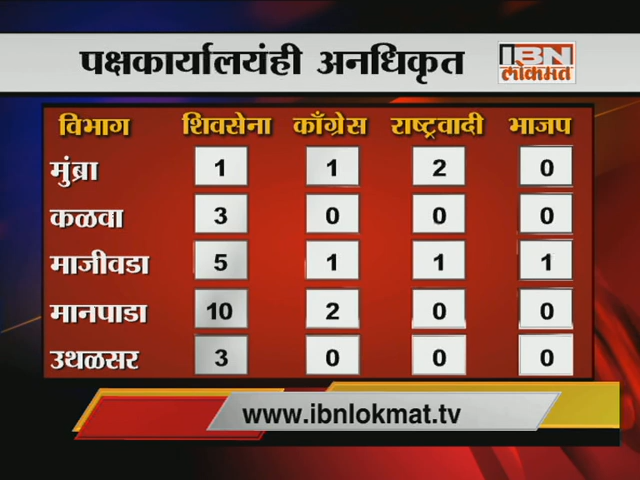 पक्षकार्यालयंही अनधिकृत
IBN
लोकमत
विभाग शिवसेना काँग्रेस राष्ट्रवादी भाजप
मुंब्रा 1 1 2 0
कळवा 3 0 0 0
माजीवडा 5 1 1 1
मानपाडा 10 2 0 0
उथळसर 3 0 0 0
www.ibnlokmat.tv